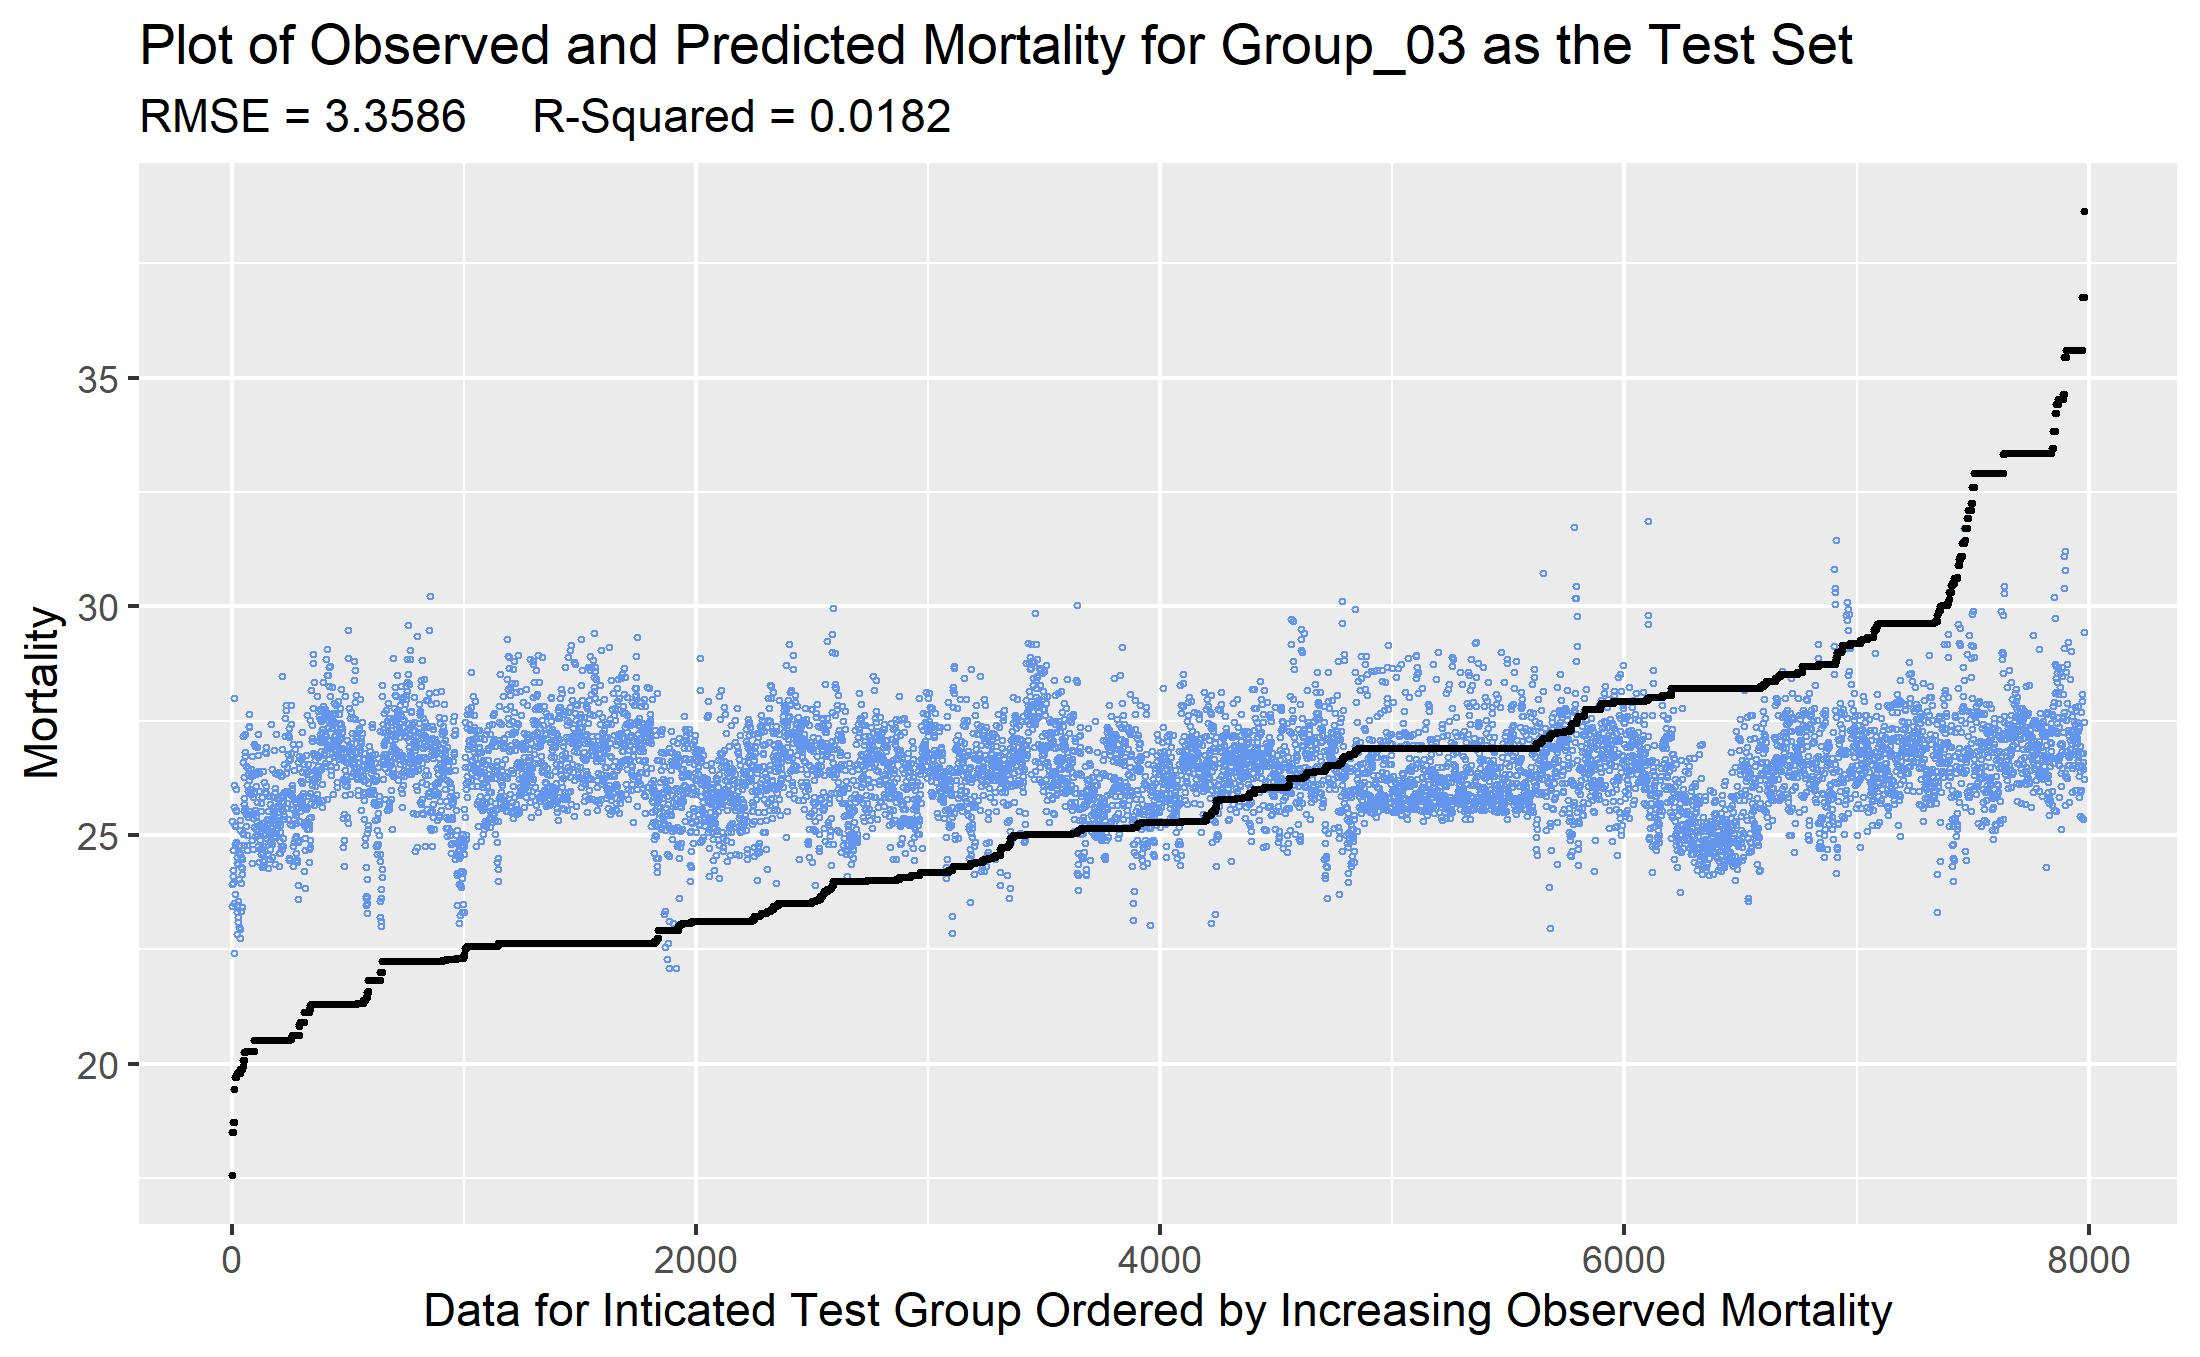 Plot of Observed and Predicted Mortality for Group_03 as the Test Set
RMSE = 3.3586 R-Squared = 0.0182
Mortality
35
30
25
20
0 2000 4000 6000 8000
Data for Inticated Test Group Ordered by Increasing Observed Mortality